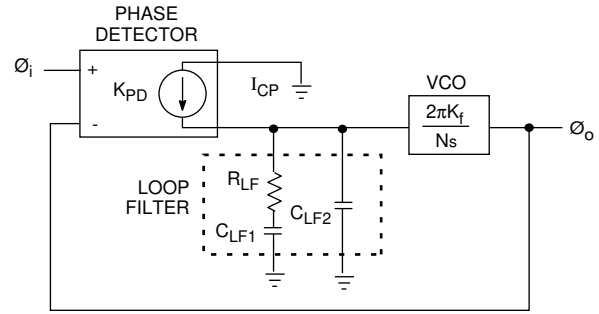 PHASE
DETECTOR
Øi
+
KPD
ICP
-
VCO
2πKf
Ns
Øo
LOOP
FILTER
RLF
CLF1
CLF2